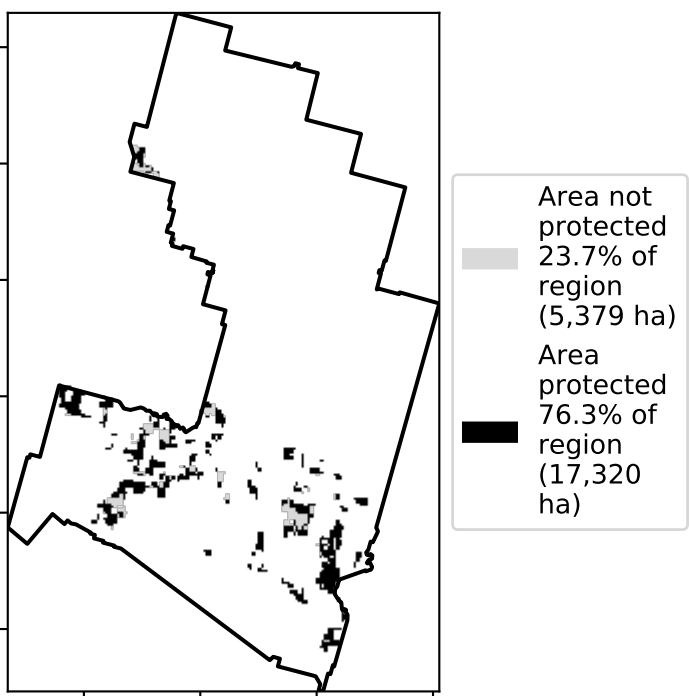 Area not
protected
23.7% of
region
(5,379 ha)
Area
protected
76.3% of
region
(17,320
ha)